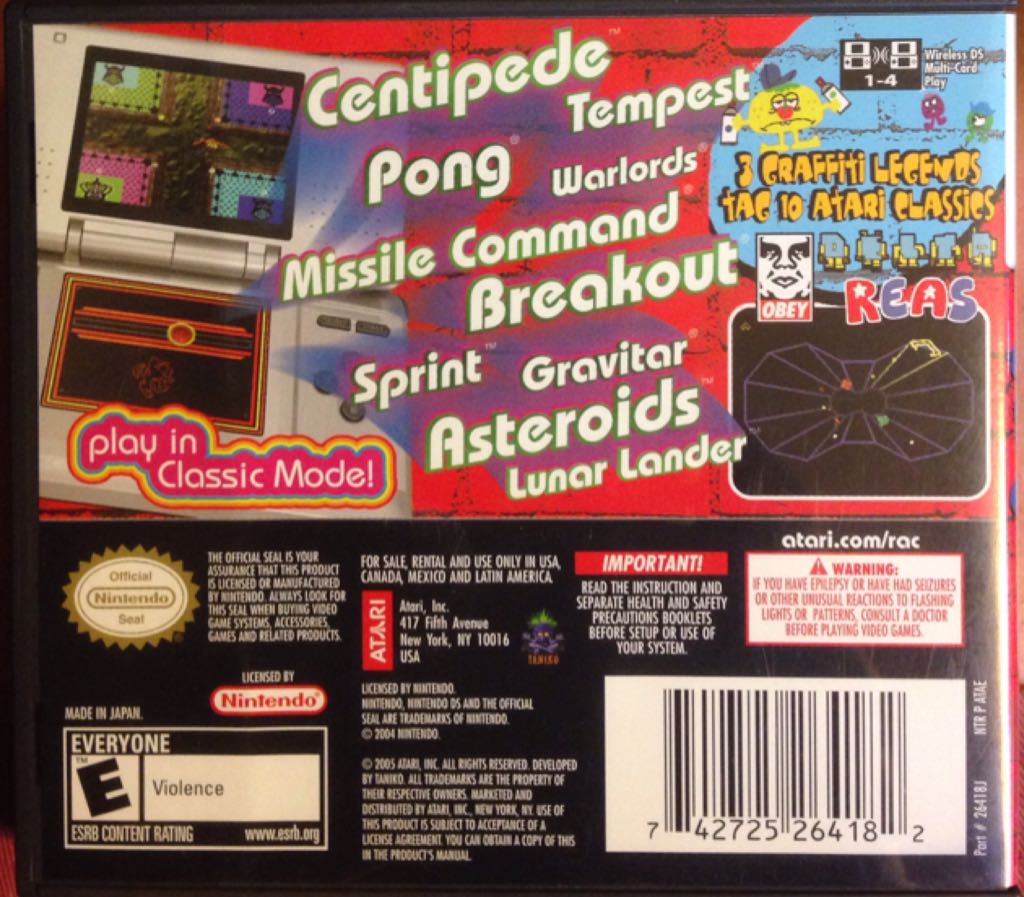 Centipede™
Tempest
Pong®
Warlords®
Missile Command
Breakout®
Sprint™
Gravitar®
Asteroids™
Lunar Lander
play in
Classic Mode!
1-4
Wireless DS
Multi-Card
Play
3 GRAFFITI LEGENDS
TAG 10 ATARI CLASSICS
OBEY
DELTA
REAS
atari.com/rac
Official
Nintendo
Seal
THE OFFICIAL SEAL IS YOUR
ASSURANCE THAT THIS PRODUCT
IS LICENSED OR MANUFACTURED
BY NINTENDO. ALWAYS LOOK FOR
THIS SEAL WHEN BUYING VIDEO
GAME SYSTEMS, ACCESSORIES,
GAMES AND RELATED PRODUCTS.
FOR SALE, RENTAL AND USE ONLY IN USA,
CANADA, MEXICO AND LATIN AMERICA.
ATARI
Atari, Inc.
417 Fifth Avenue
New York, NY 10016
USA
TANIKO
IMPORTANT!
READ THE INSTRUCTION AND
SEPARATE HEALTH AND SAFETY
PRECAUTIONS BOOKLETS
BEFORE SETUP OR USE OF
YOUR SYSTEM.
WARNING:
IF YOU HAVE EPILEPSY OR HAVE HAD SEIZURES
OR OTHER UNUSUAL REACTIONS TO FLASHING
LIGHTS OR PATTERNS, CONSULT A DOCTOR
BEFORE PLAYING VIDEO GAMES.
LICENSED BY
Nintendo®
MADE IN JAPAN.
EVERYONE
E™
Violence
ESRB CONTENT RATING www.esrb.org
LICENSED BY NINTENDO.
NINTENDO, NINTENDO DS AND THE OFFICIAL
SEAL ARE TRADEMARKS OF NINTENDO.
© 2004 NINTENDO.
© 2005 ATARI, INC. ALL RIGHTS RESERVED. DEVELOPED
BY TANIKO. ALL TRADEMARKS ARE THE PROPERTY OF
THEIR RESPECTIVE OWNERS. MARKETED AND
DISTRIBUTED BY ATARI, INC., NEW YORK, NY. USE OF
THIS PRODUCT IS SUBJECT TO ACCEPTANCE OF A
LICENSE AGREEMENT. YOU CAN OBTAIN A COPY OF THIS
IN THE PRODUCT'S MANUAL.
7 42725 26418 2
Part # 26418J NTR P ATAE